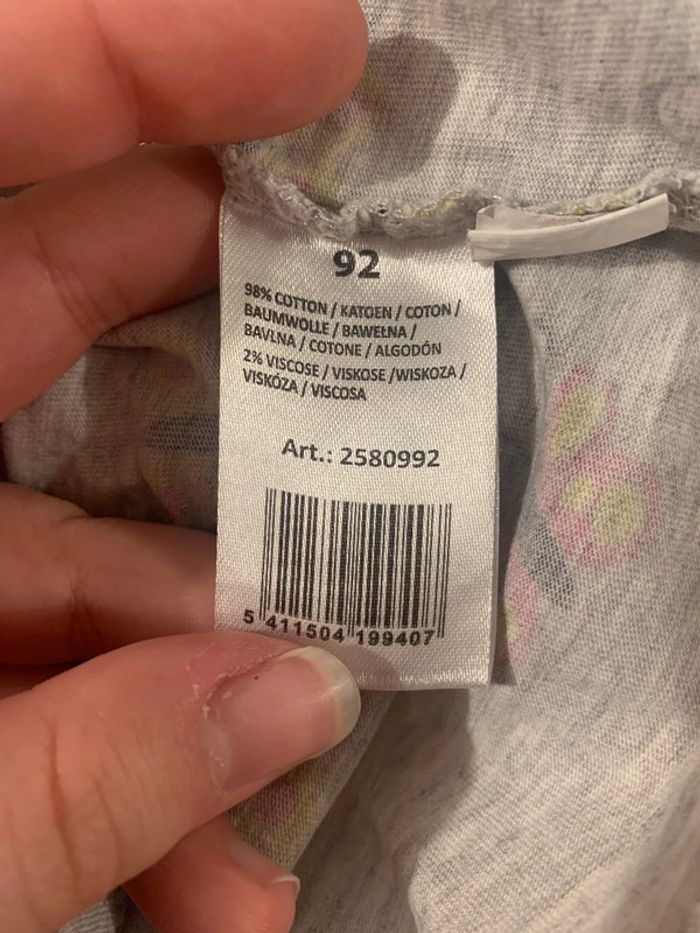 92
98% COTTON / KATOEN / COTON /
BAUMWOLLE / BAWEŁNA /
BAVLNA / COTONE / ALGODÓN
2% VISCOSE / VISKOSE /WISKOZA /
VISKÓZA / VISCOSA
Art.: 2580992
5 411504 199407